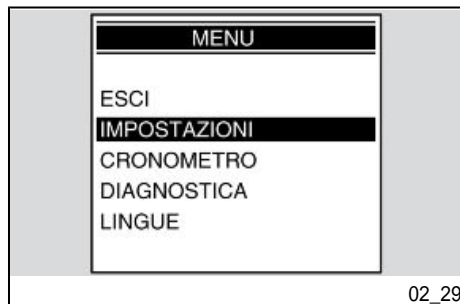 MENU
ESCI
IMPOSTAZIONI
CRONOMETRO
DIAGNOSTICA
LINGUE
02_29